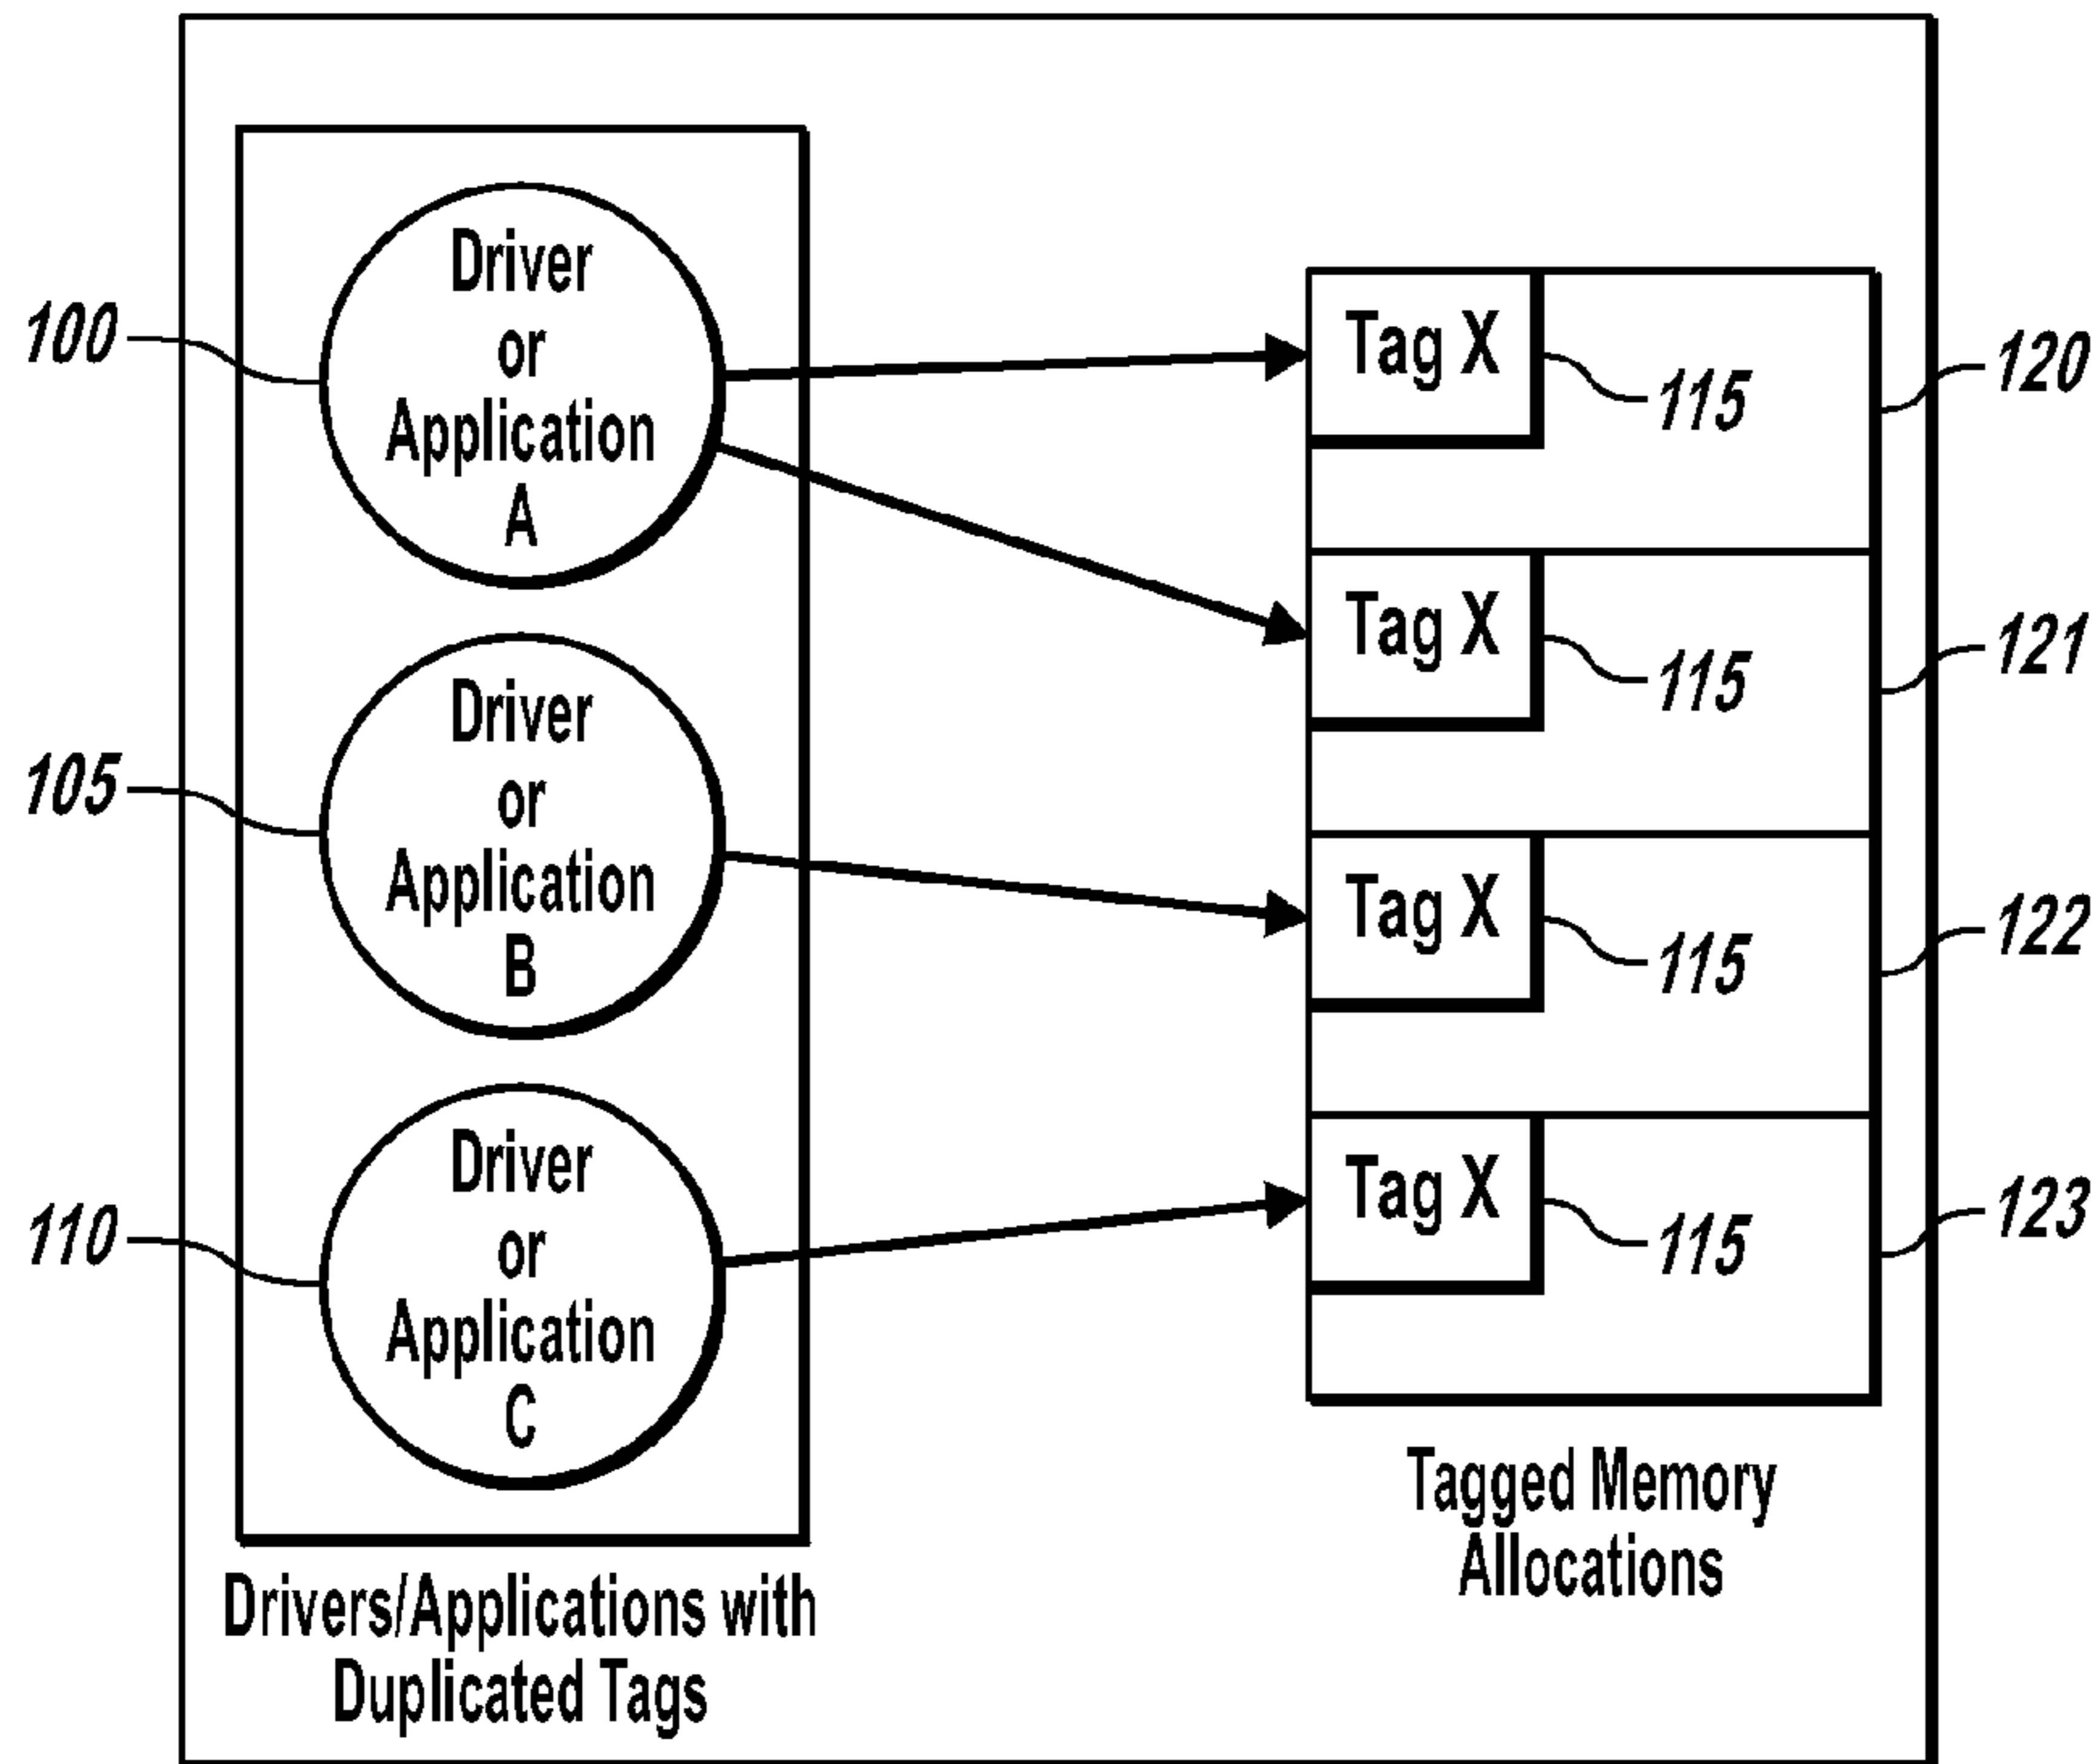 100
Driver
or
Application
A
105
Driver
or
Application
B
110
Driver
or
Application
C
Drivers/Applications with
Duplicated Tags
Tag X
115
120
Tag X
115
121
Tag X
115
122
Tag X
115
123
Tagged Memory
Allocations